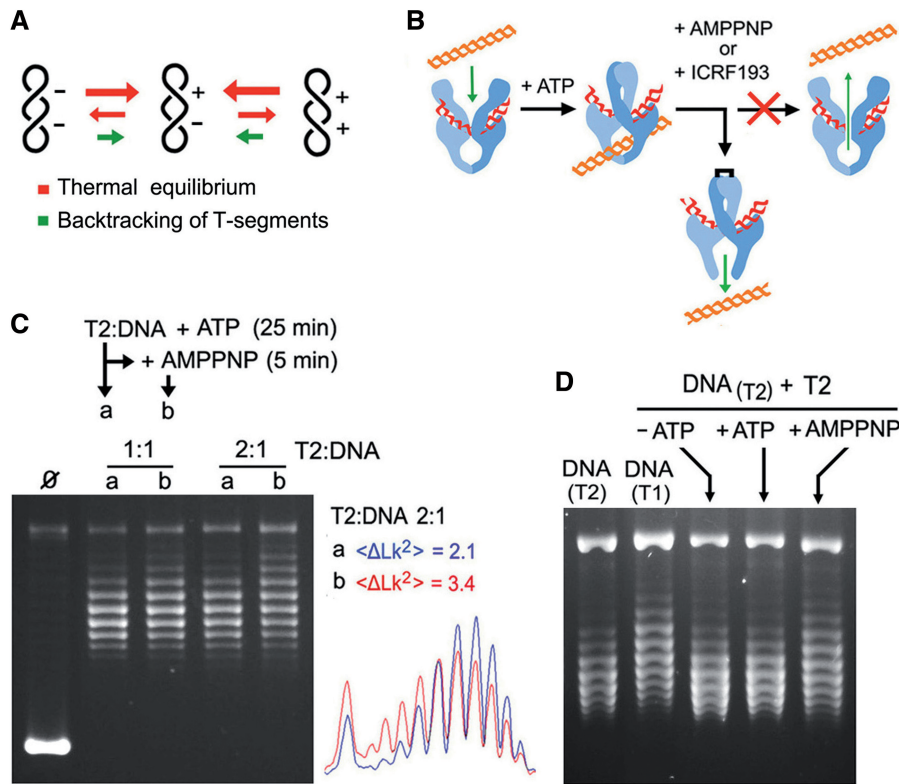 A
− + +
− − +
Thermal equilibrium
Backtracking of T-segments
B
+ ATP
+ AMPPNP
or
+ ICRF193
C
T2:DNA + ATP (25 min)
+ AMPPNP (5 min)
a b
1:1 2:1 T2:DNA
Ø a b a b
T2:DNA 2:1
a <ΔLk²> = 2.1
b <ΔLk²> = 3.4
D
DNA (T2) + T2
−ATP +ATP +AMPPNP
DNA DNA
(T2) (T1)